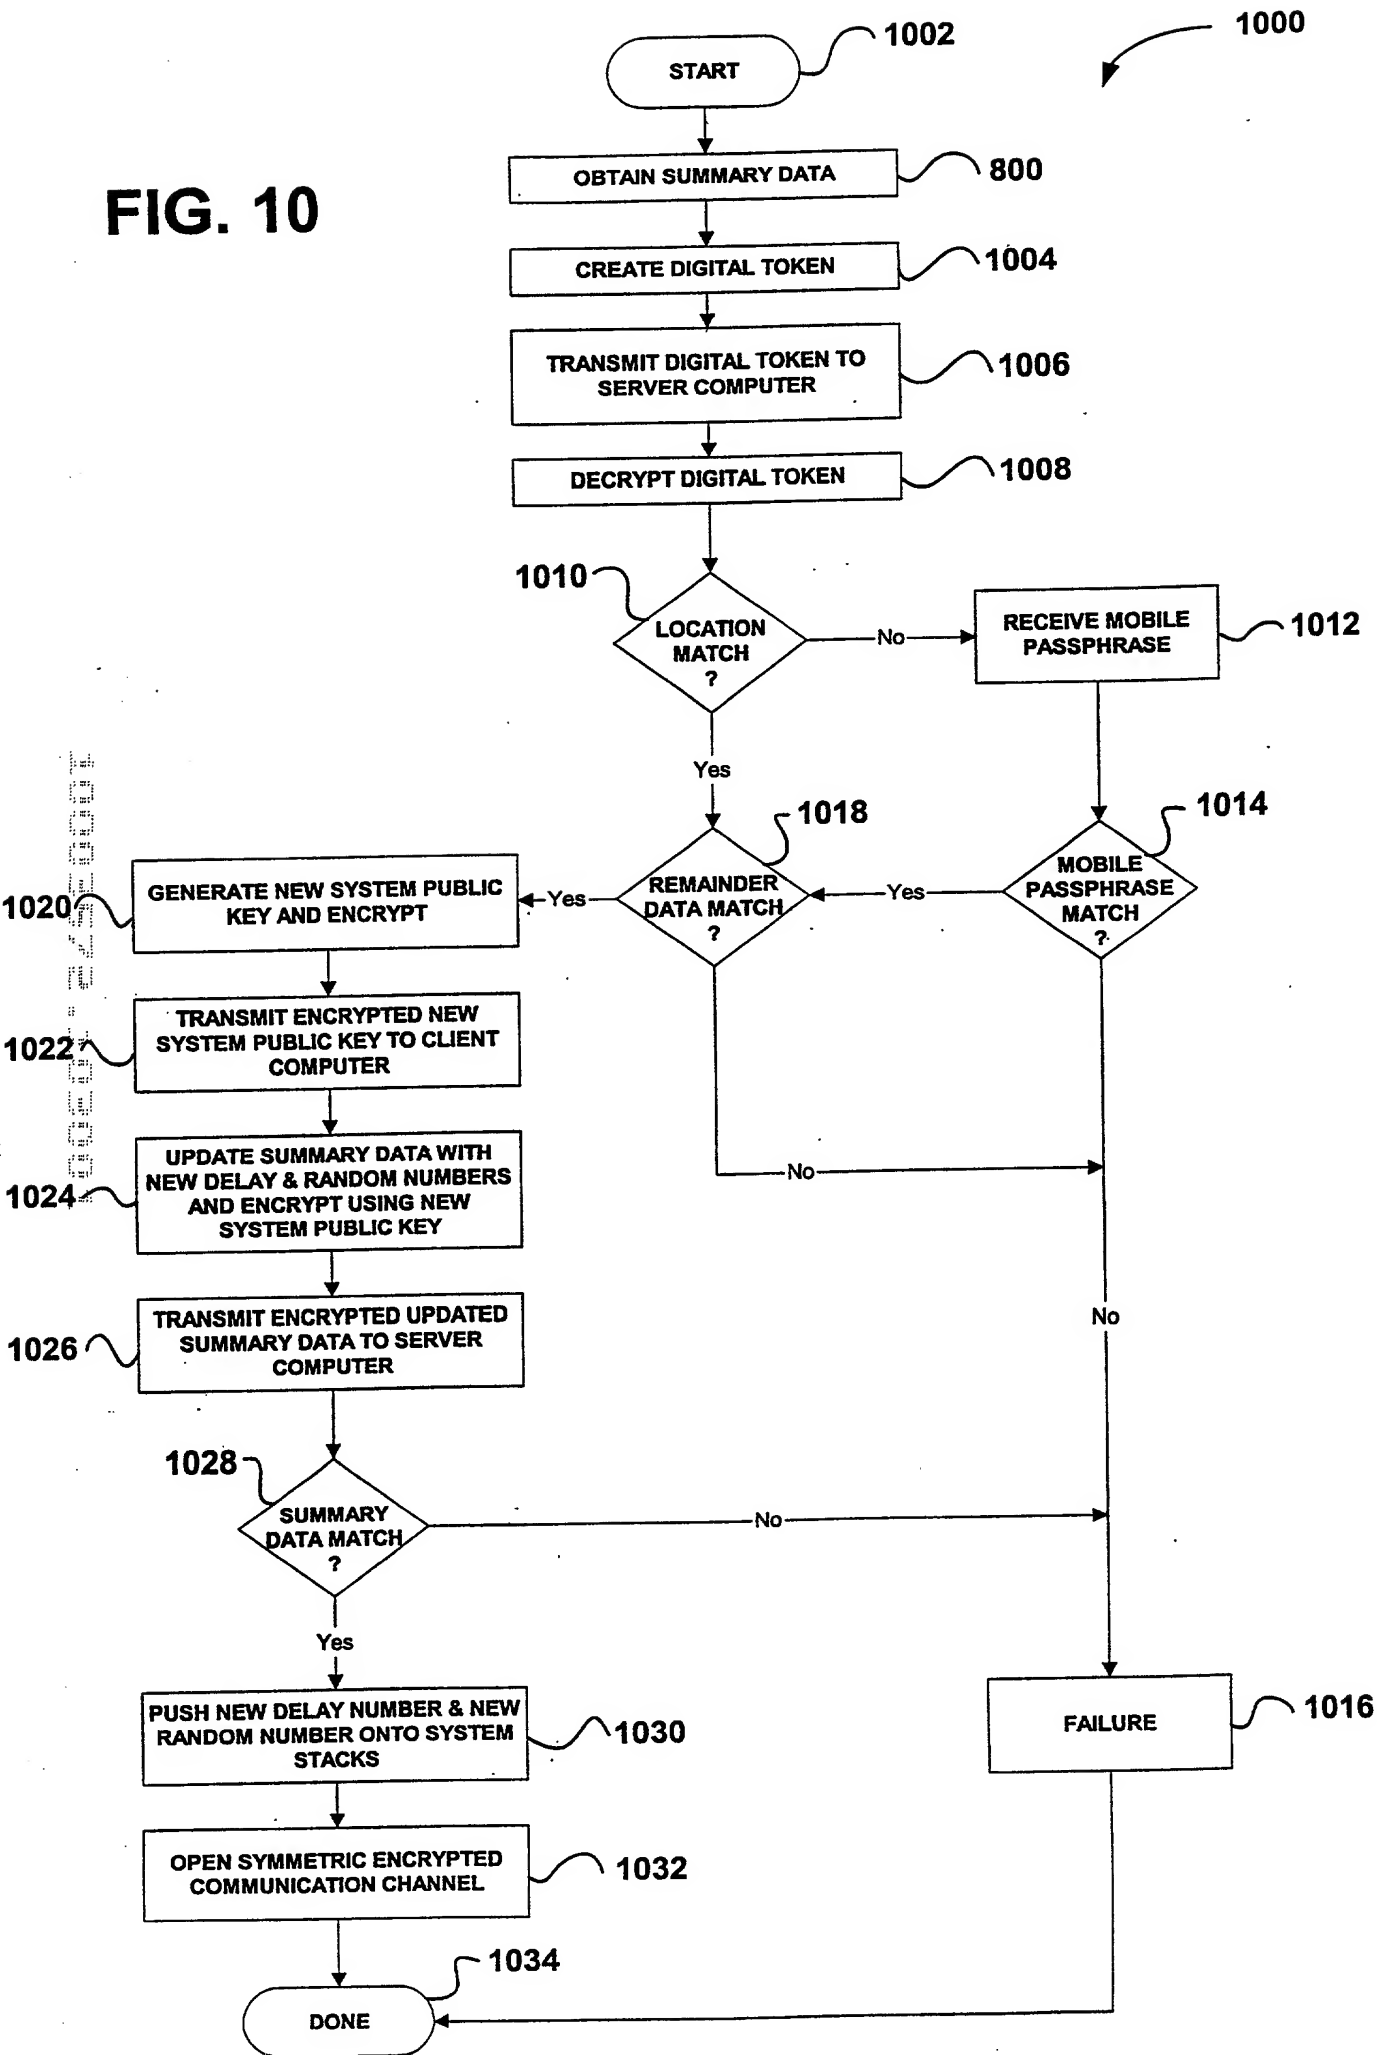 1002
1000
START
OBTAIN SUMMARY DATA
800
FIG. 10
CREATE DIGITAL TOKEN
1004
TRANSMIT DIGITAL TOKEN TO
SERVER COMPUTER
1006
DECRYPT DIGITAL TOKEN
1008
1010
LOCATION
MATCH
?
No
RECEIVE MOBILE
PASSPHRASE
1012
Yes
1018
1014
REMAINDER
DATA MATCH
?
Yes
MOBILE
PASSPHRASE
MATCH
?
Yes
1020
GENERATE NEW SYSTEM PUBLIC
KEY AND ENCRYPT
1022
TRANSMIT ENCRYPTED NEW
SYSTEM PUBLIC KEY TO CLIENT
COMPUTER
No
1024
UPDATE SUMMARY DATA WITH
NEW DELAY & RANDOM NUMBERS
AND ENCRYPT USING NEW
SYSTEM PUBLIC KEY
No
1026
TRANSMIT ENCRYPTED UPDATED
SUMMARY DATA TO SERVER
COMPUTER
1028
SUMMARY
DATA MATCH
?
No
Yes
PUSH NEW DELAY NUMBER & NEW
RANDOM NUMBER ONTO SYSTEM
STACKS
1030
FAILURE
1016
OPEN SYMMETRIC ENCRYPTED
COMMUNICATION CHANNEL
1032
1034
DONE